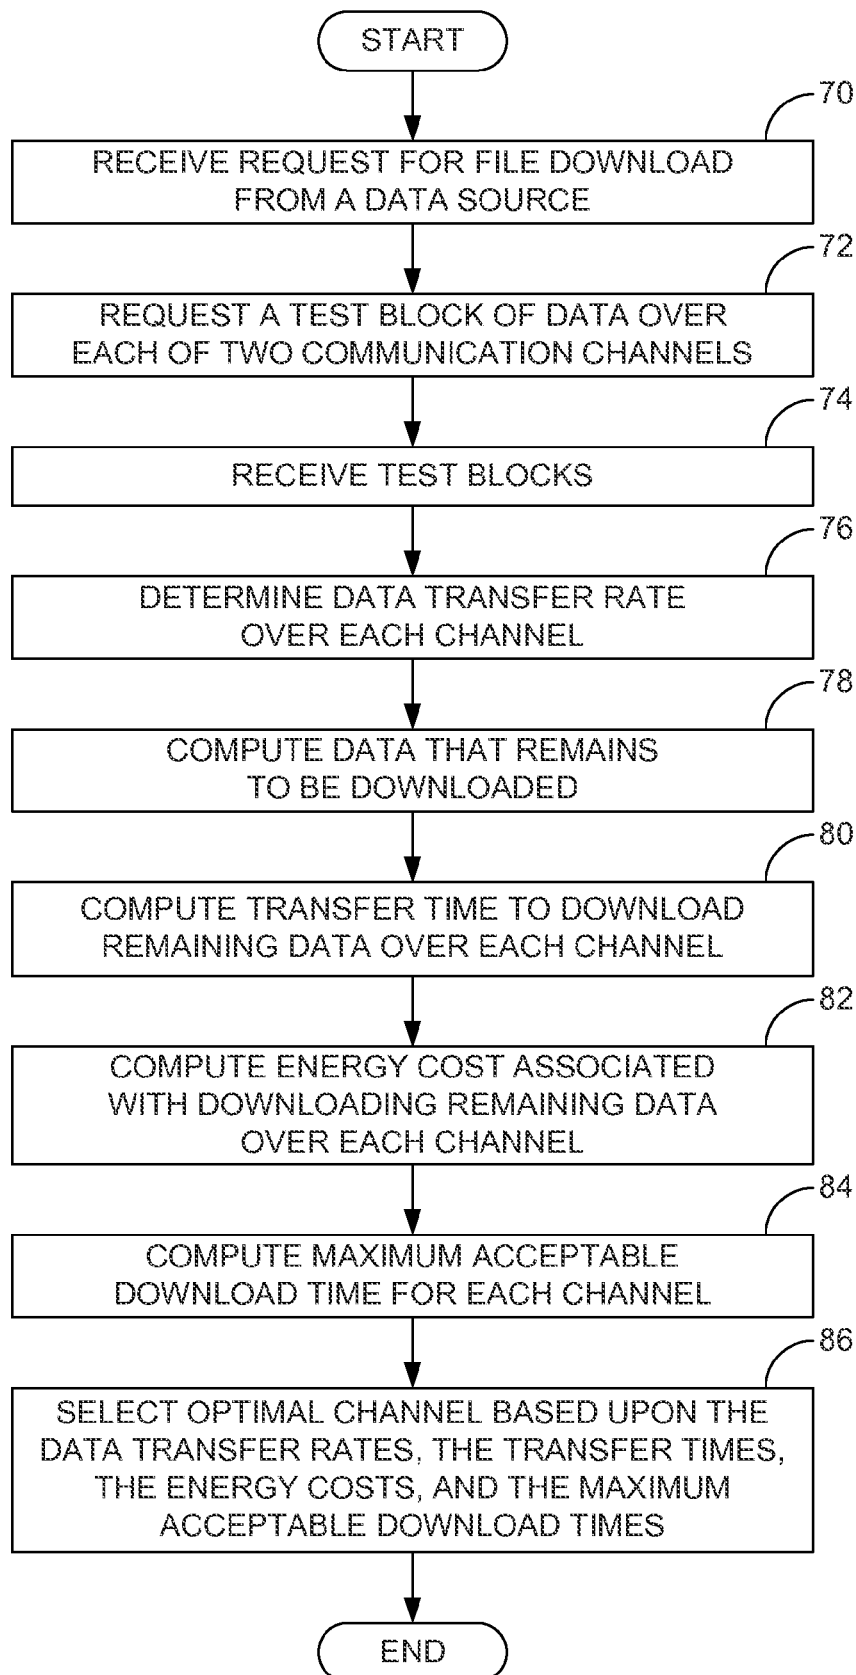 START
70
RECEIVE REQUEST FOR FILE DOWNLOAD
FROM A DATA SOURCE
72
REQUEST A TEST BLOCK OF DATA OVER
EACH OF TWO COMMUNICATION CHANNELS
74
RECEIVE TEST BLOCKS
76
DETERMINE DATA TRANSFER RATE
OVER EACH CHANNEL
78
COMPUTE DATA THAT REMAINS
TO BE DOWNLOADED
80
COMPUTE TRANSFER TIME TO DOWNLOAD
REMAINING DATA OVER EACH CHANNEL
82
COMPUTE ENERGY COST ASSOCIATED
WITH DOWNLOADING REMAINING DATA
OVER EACH CHANNEL
84
COMPUTE MAXIMUM ACCEPTABLE
DOWNLOAD TIME FOR EACH CHANNEL
86
SELECT OPTIMAL CHANNEL BASED UPON THE
DATA TRANSFER RATES, THE TRANSFER TIMES,
THE ENERGY COSTS, AND THE MAXIMUM
ACCEPTABLE DOWNLOAD TIMES
END